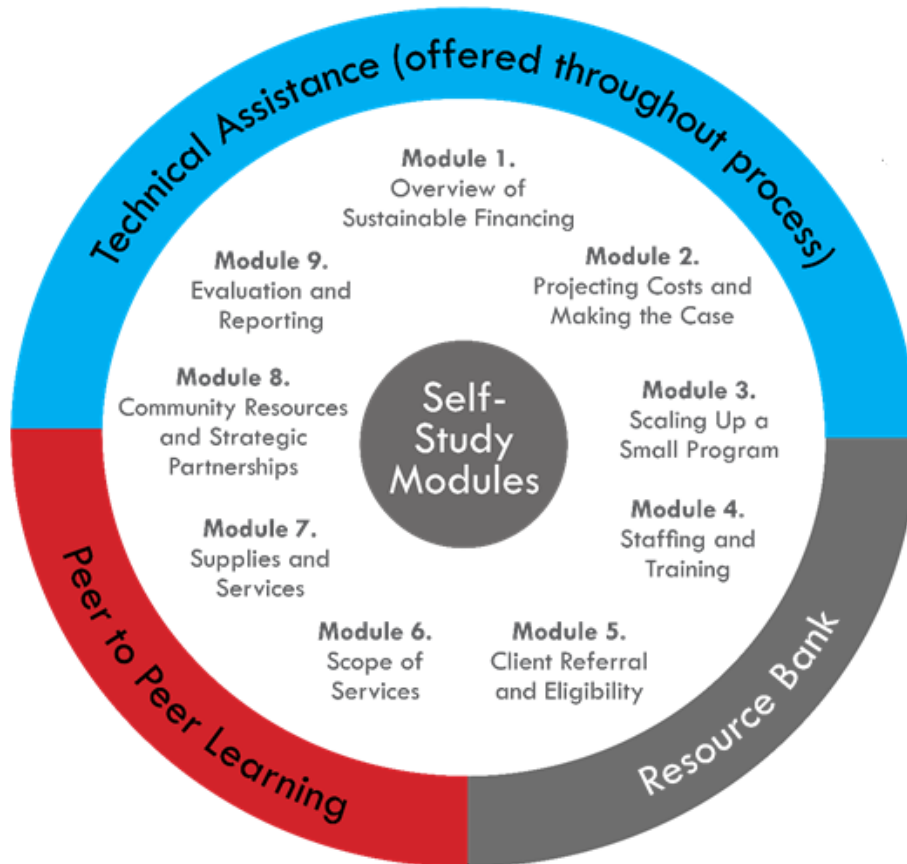 Technical Assistance (offered throughout process)
Module 1.
Overview of
Sustainable Financing
Module 2.
Projecting Costs and
Making the Case
Module 3.
Scaling Up a
Small Program
Module 4.
Staffing and
Training
Module 5.
Client Referral
and Eligibility
Module 6.
Scope of
Services
Module 7.
Supplies and
Services
Module 8.
Community Resources
and Strategic
Partnerships
Module 9.
Evaluation and
Reporting
Self-
Study
Modules
Peer to Peer Learning
Resource Bank